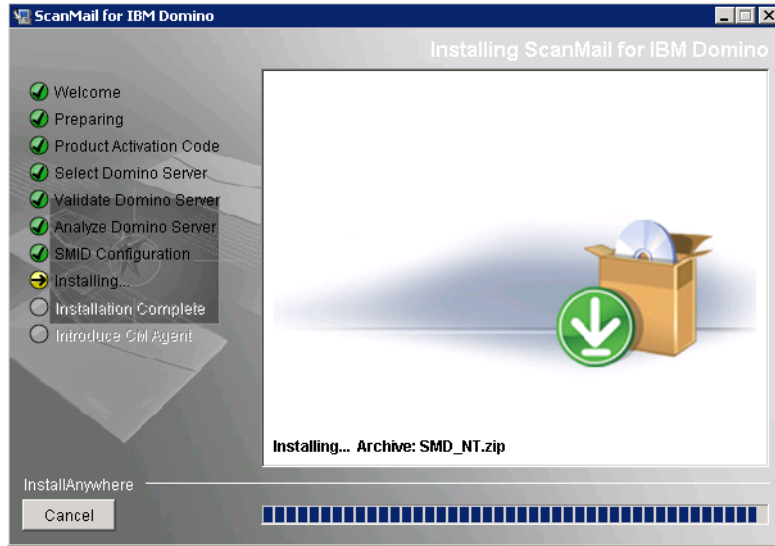 ScanMail for IBM Domino
Installing ScanMail for IBM Domino
Welcome
Preparing
Product Activation Code
Select Domino Server
Validate Domino Server
Analyze Domino Server
SMID Configuration
Installing...
Installation Complete
Introduce CM Agent
Installing... Archive: SMD_NT.zip
InstallAnywhere
Cancel